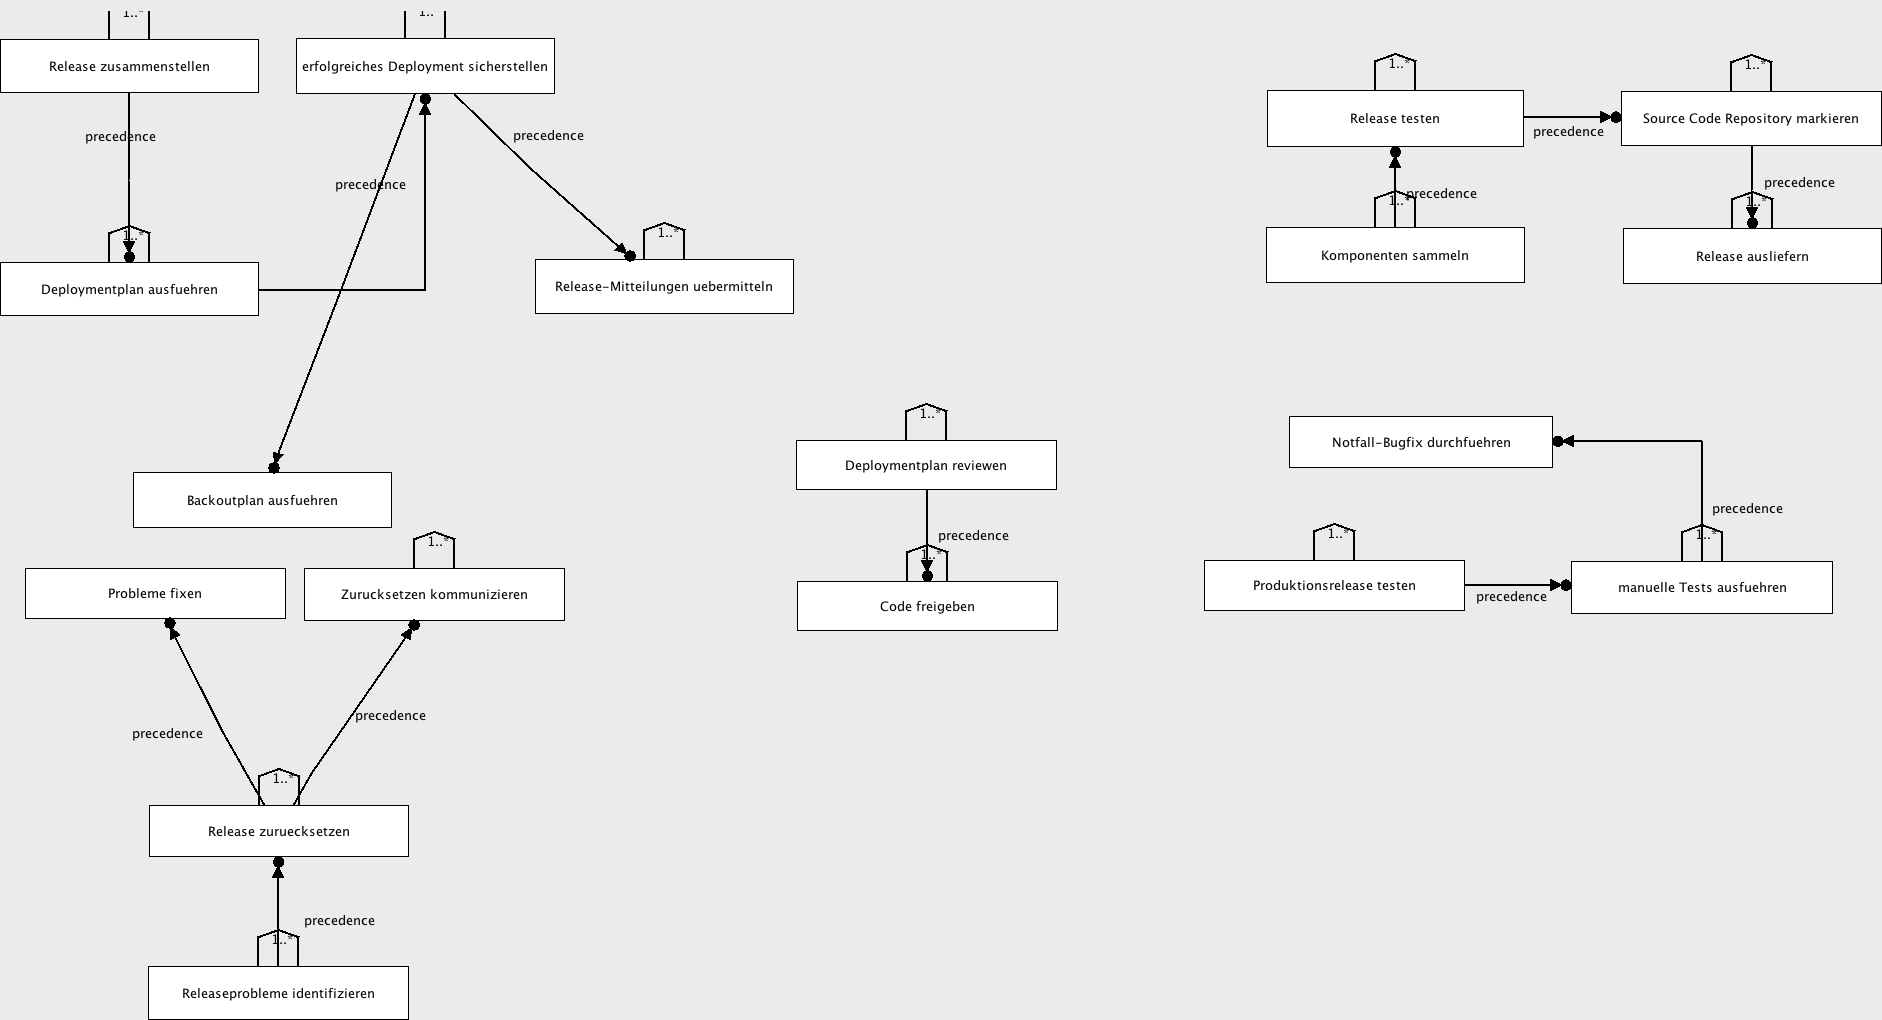 1..*
1..
Release zusammenstellen
erfolgreiches Deployment sicherstellen
precedence
precedence
precedence
1..*
Deploymentplan ausfuehren
1..*
Release-Mitteilungen uebermitteln
Backoutplan ausfuehren
1..*
Release testen
precedence
1..*
Source Code Repository markieren
precedence
1..*
Komponenten sammeln
precedence
1..*
Release ausliefern
1..*
Deploymentplan reviewen
precedence
1..*
Code freigeben
Notfall-Bugfix durchfuehren
precedence
1..*
Produktionsrelease testen
precedence
1..*
manuelle Tests ausfuehren
Probleme fixen
1..*
Zurucksetzen kommunizieren
precedence
precedence
1..*
Release zuruecksetzen
precedence
1..*
Releaseprobleme identifizieren